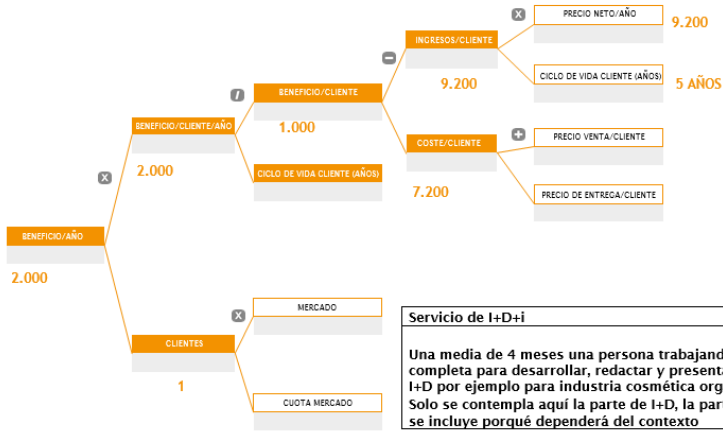 X
PRECIO NETO/AÑO
9.200
INGRESOS/CLIENTE
9.200
CICLO DE VIDA CLIENTE (AÑOS)
5 AÑOS
-
/
BENEFICIO/CLIENTE
1.000
BENEFICIO/CLIENTE/AÑO
2.000
+
PRECIO VENTA/CLIENTE
COSTE/CLIENTE
7.200
CICLO DE VIDA CLIENTE (AÑOS)
PRECIO DE ENTREGA/CLIENTE
X
BENEFICIO/AÑO
2.000
X
MERCADO
CLIENTES
1
CUOTA MERCADO
Servicio de I+D+i
Una media de 4 meses una persona trabajand
completa para desarrollar, redactar y present
I+D por ejemplo para industria cosmética org
Solo se contempla aquí la parte de I+D, la par
se incluye porqué dependerá del contexto